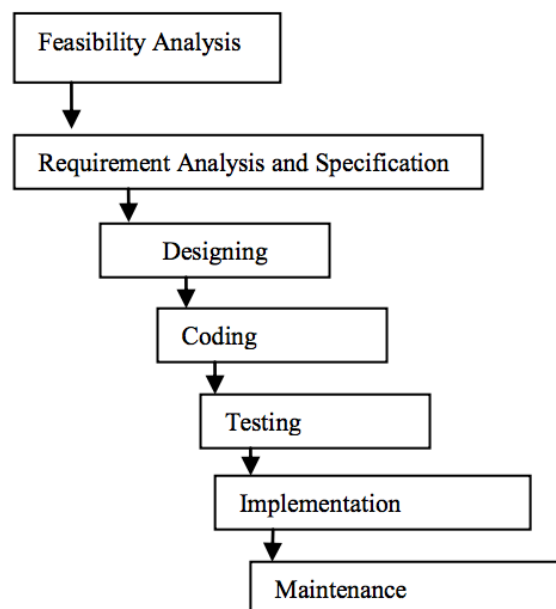 Feasibility Analysis
Requirement Analysis and Specification
Designing
Coding
Testing
Implementation
Maintenance